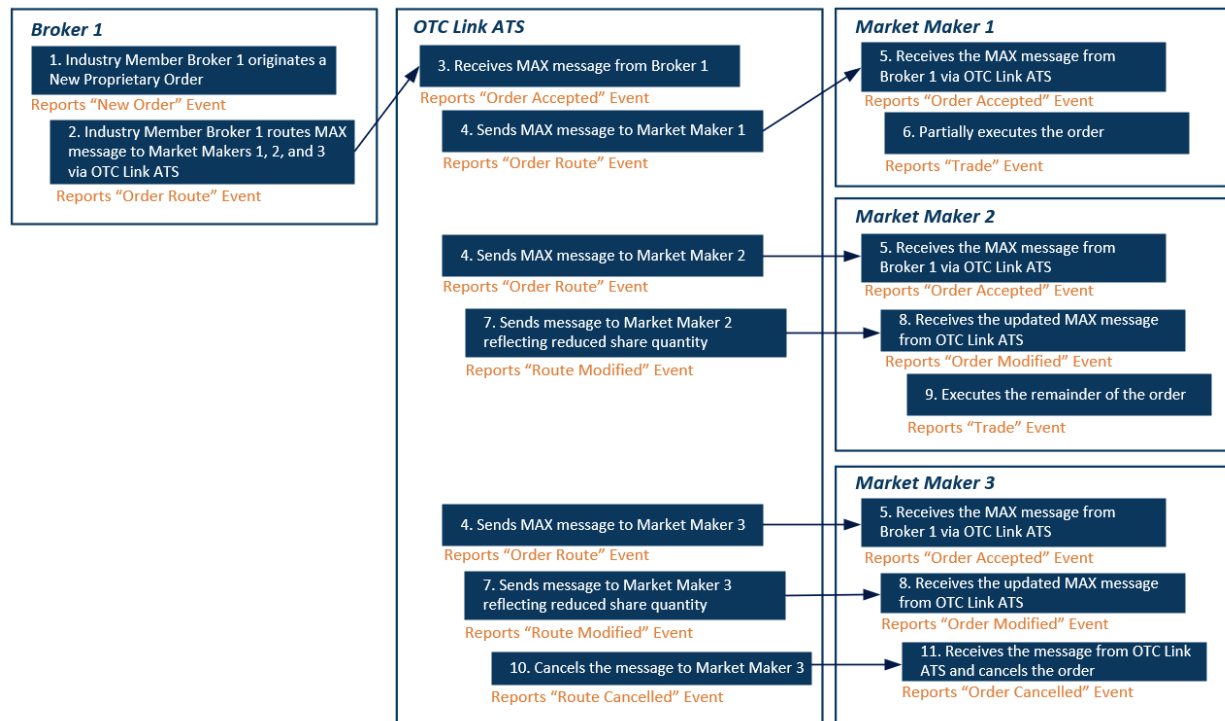 Broker 1
1. Industry Member Broker 1 originates a
New Proprietary Order
Reports “New Order” Event
2. Industry Member Broker 1 routes MAX
message to Market Makers 1, 2, and 3
via OTC Link ATS
Reports “Order Route” Event
OTC Link ATS
3. Receives MAX message from Broker 1
Reports “Order Accepted” Event
4. Sends MAX message to Market Maker 1
Reports “Order Route” Event
4. Sends MAX message to Market Maker 2
Reports “Order Route” Event
7. Sends message to Market Maker 2
reflecting reduced share quantity
Reports “Route Modified” Event
4. Sends MAX message to Market Maker 3
Reports “Order Route” Event
7. Sends message to Market Maker 3
reflecting reduced share quantity
Reports “Route Modified” Event
10. Cancels the message to Market Maker 3
Reports “Route Cancelled” Event
Market Maker 1
5. Receives the MAX message from
Broker 1 via OTC Link ATS
Reports “Order Accepted” Event
6. Partially executes the order
Reports “Trade” Event
Market Maker 2
5. Receives the MAX message from
Broker 1 via OTC Link ATS
Reports “Order Accepted” Event
8. Receives the updated MAX message
from OTC Link ATS
Reports “Order Modified” Event
9. Executes the remainder of the order
Reports “Trade” Event
Market Maker 3
5. Receives the MAX message from
Broker 1 via OTC Link ATS
Reports “Order Accepted” Event
8. Receives the updated MAX message
from OTC Link ATS
Reports “Order Modified” Event
11. Receives the message from OTC Link
ATS and cancels the order
Reports “Order Cancelled” Event